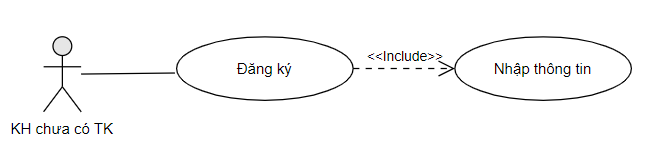 <<Include>>
Đăng ký
Nhập thông tin
KH chưa có TK